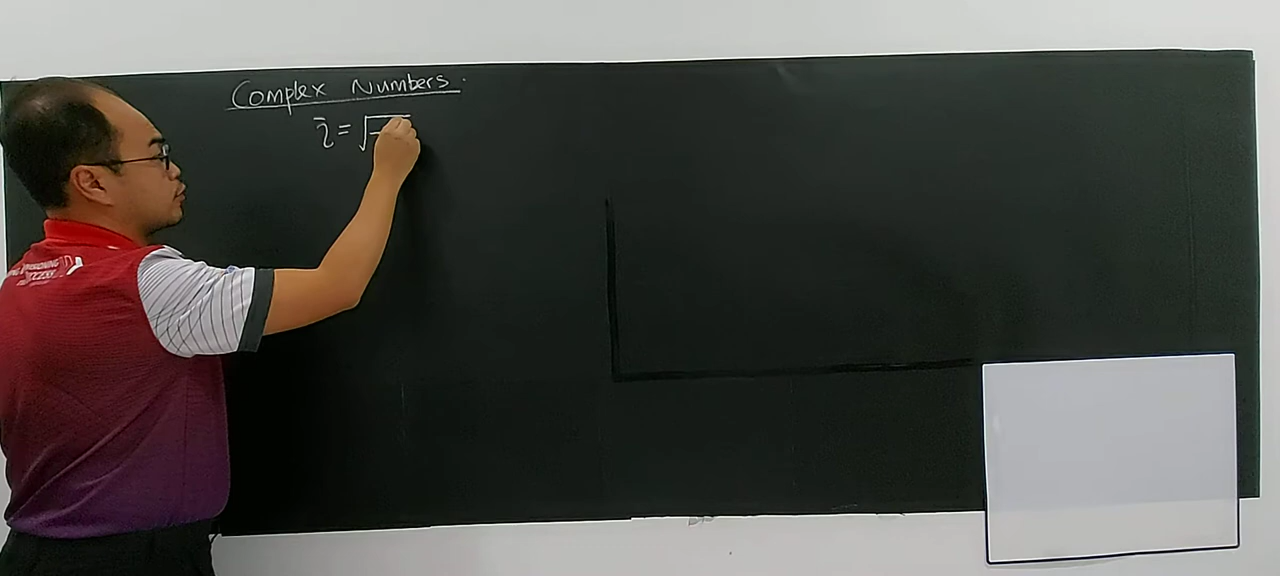 Complex Numbers.
i = √-